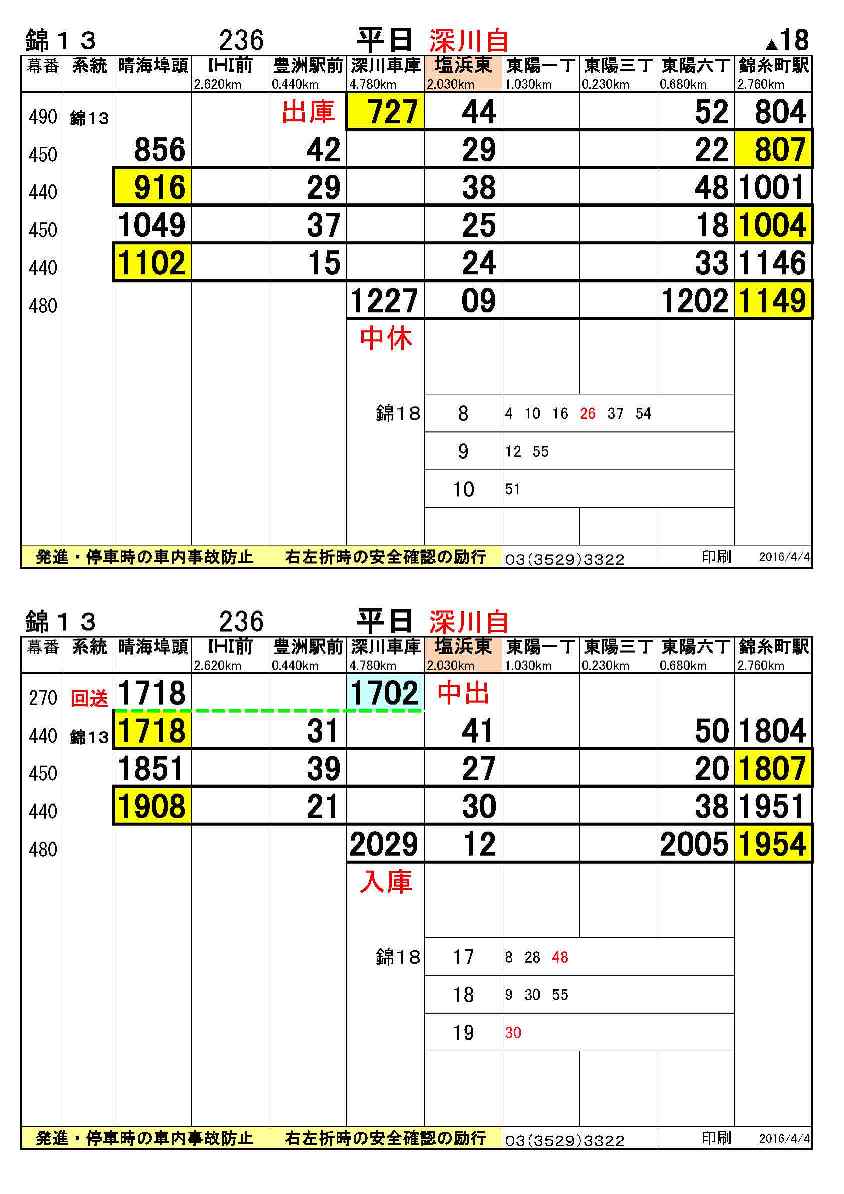 錦13 236 平日 深川自 ▲18
幕番 系統 晴海埠頭 IHI前 豊洲駅前 深川車庫 塩浜東 東陽一丁 東陽三丁 東陽六丁 錦糸町駅
2.620km 0.440km 4.780km 2.030km 1.030km 0.230km 0.680km 2.760km
490 錦13 出庫 727 44 52 804
450 856 42 29 22 807
440 916 29 38 48 1001
450 1049 37 25 18 1004
440 1102 15 24 33 1146
480 1227 09 1202 1149
中休
錦18 8 4 10 16 26 37 54
9 12 55
10 51
発進・停車時の車内事故防止 右左折時の安全確認の励行 03(3529)3322 印刷 2016/4/4
錦13 236 平日 深川自
幕番 系統 晴海埠頭 IHI前 豊洲駅前 深川車庫 塩浜東 東陽一丁 東陽三丁 東陽六丁 錦糸町駅
2.620km 0.440km 4.780km 2.030km 1.030km 0.230km 0.680km 2.760km
270 回送 1718 1702 中出
440 錦13 1718 31 41 50 1804
450 1851 39 27 20 1807
440 1908 21 30 38 1951
480 2029 12 2005 1954
入庫
錦18 17 8 28 48
18 9 30 55
19 30
発進・停車時の車内事故防止 右左折時の安全確認の励行 03(3529)3322 印刷 2016/4/4